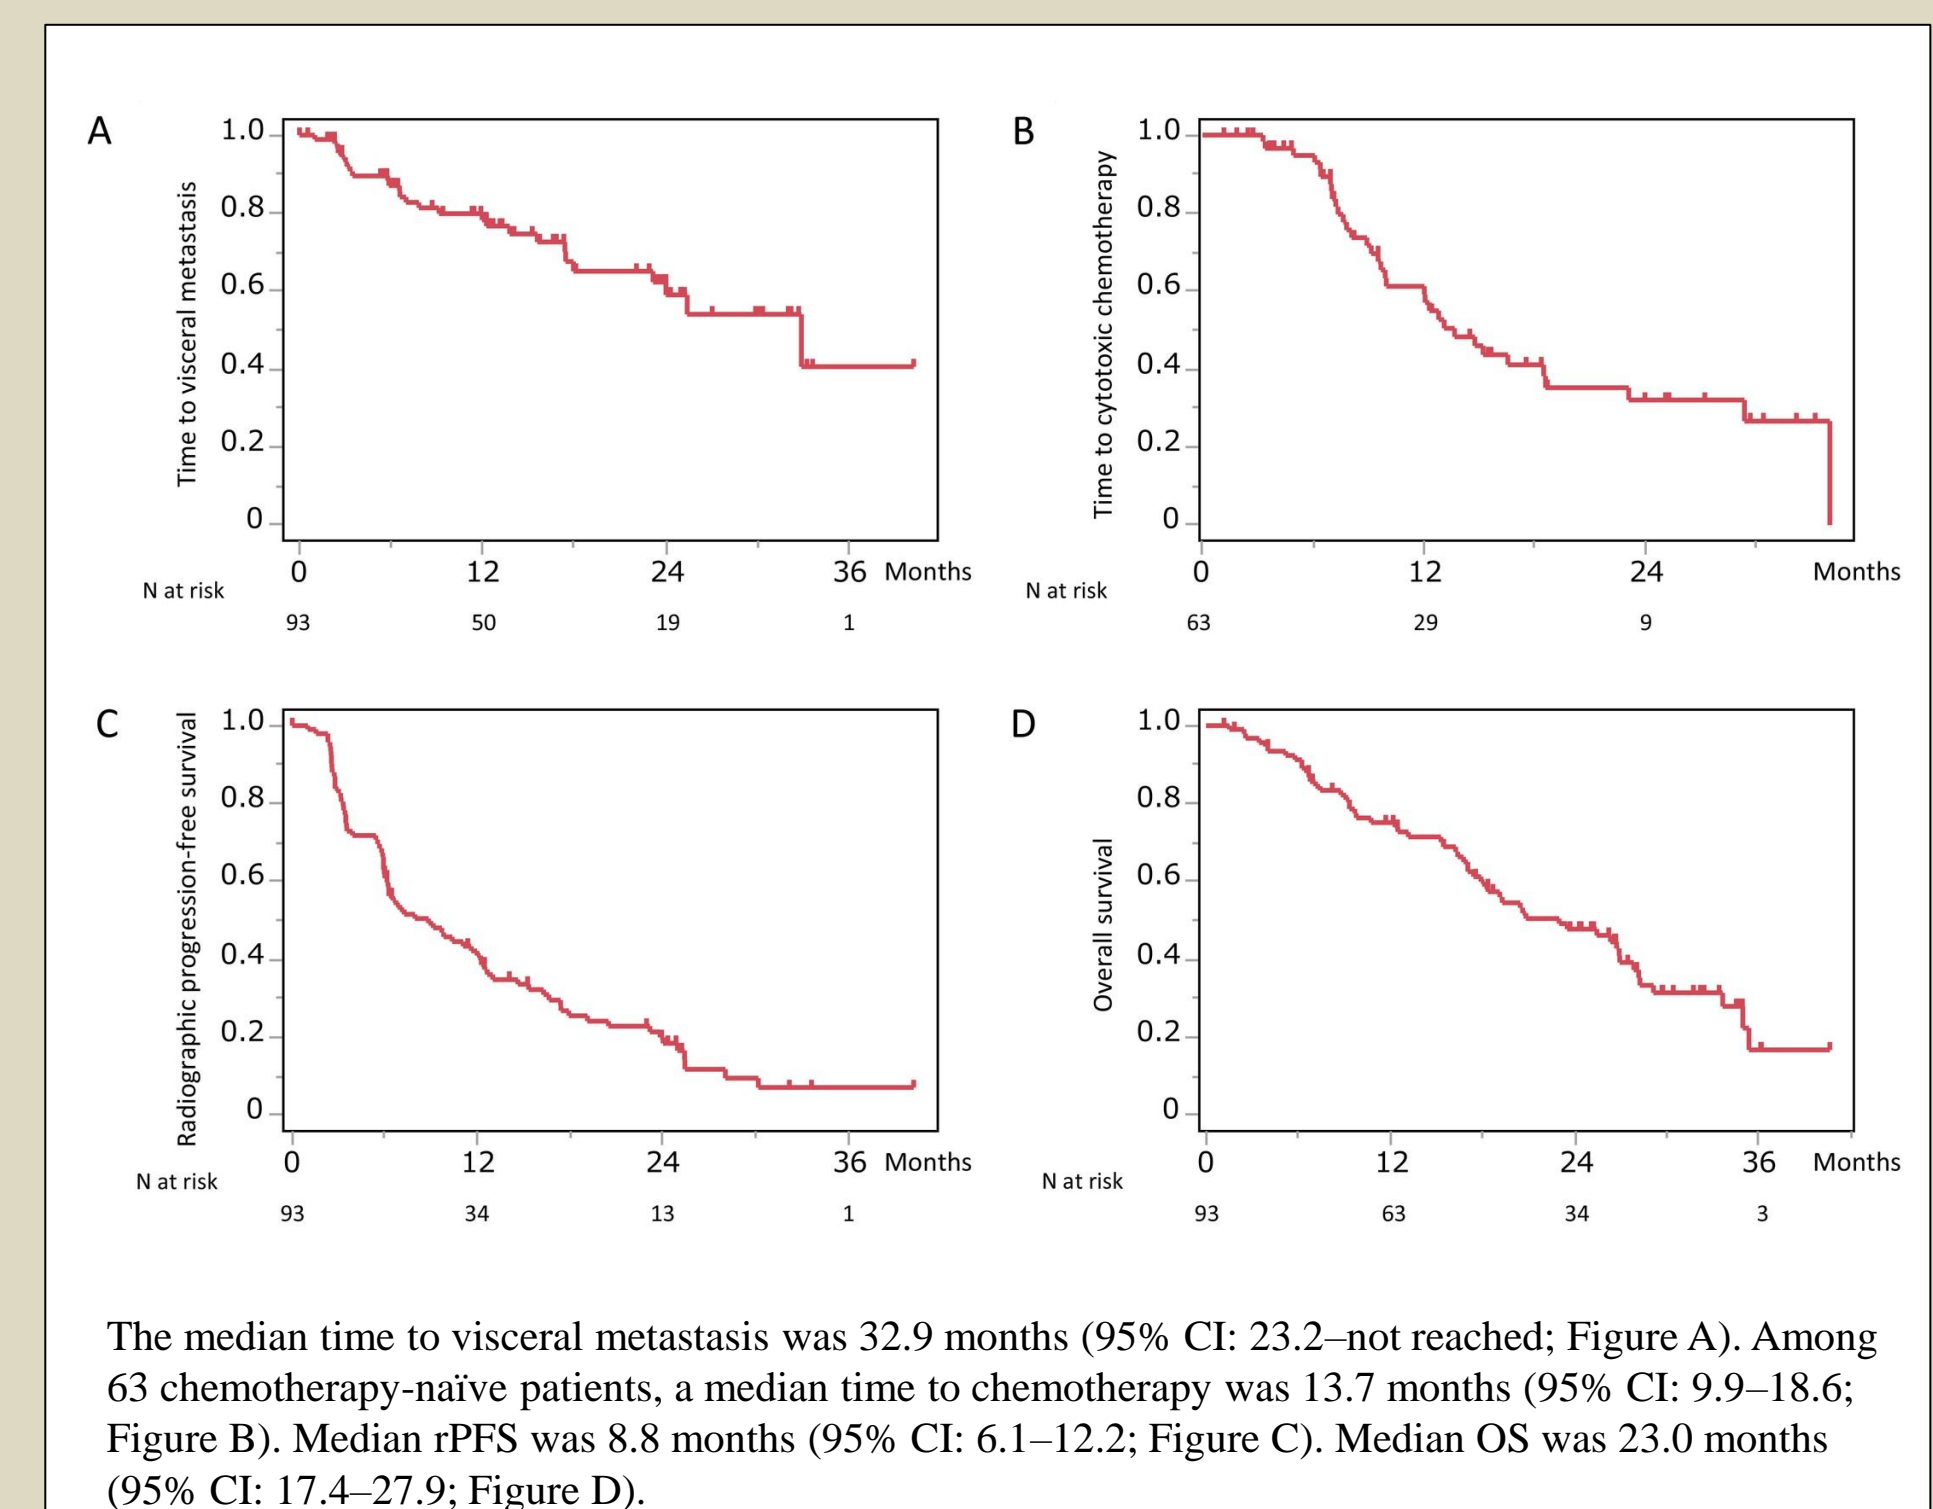 A
Time to visceral metastasis
1.0
0.8
0.6
0.4
0.2
0
0 12 24 36 Months
N at risk
93 50 19 1
B
Time to cytotoxic chemotherapy
1.0
0.8
0.6
0.4
0.2
0
0 12 24 Months
N at risk
63 29 9
C
Radiographic progression-free survival
1.0
0.8
0.6
0.4
0.2
0
0 12 24 36 Months
N at risk
93 34 13 1
D
Overall survival
1.0
0.8
0.6
0.4
0.2
0
0 12 24 36 Months
N at risk
93 63 34 3
The median time to visceral metastasis was 32.9 months (95% CI: 23.2–not reached; Figure A). Among
63 chemotherapy-naïve patients, a median time to chemotherapy was 13.7 months (95% CI: 9.9–18.6;
Figure B). Median rPFS was 8.8 months (95% CI: 6.1–12.2; Figure C). Median OS was 23.0 months
(95% CI: 17.4–27.9; Figure D).